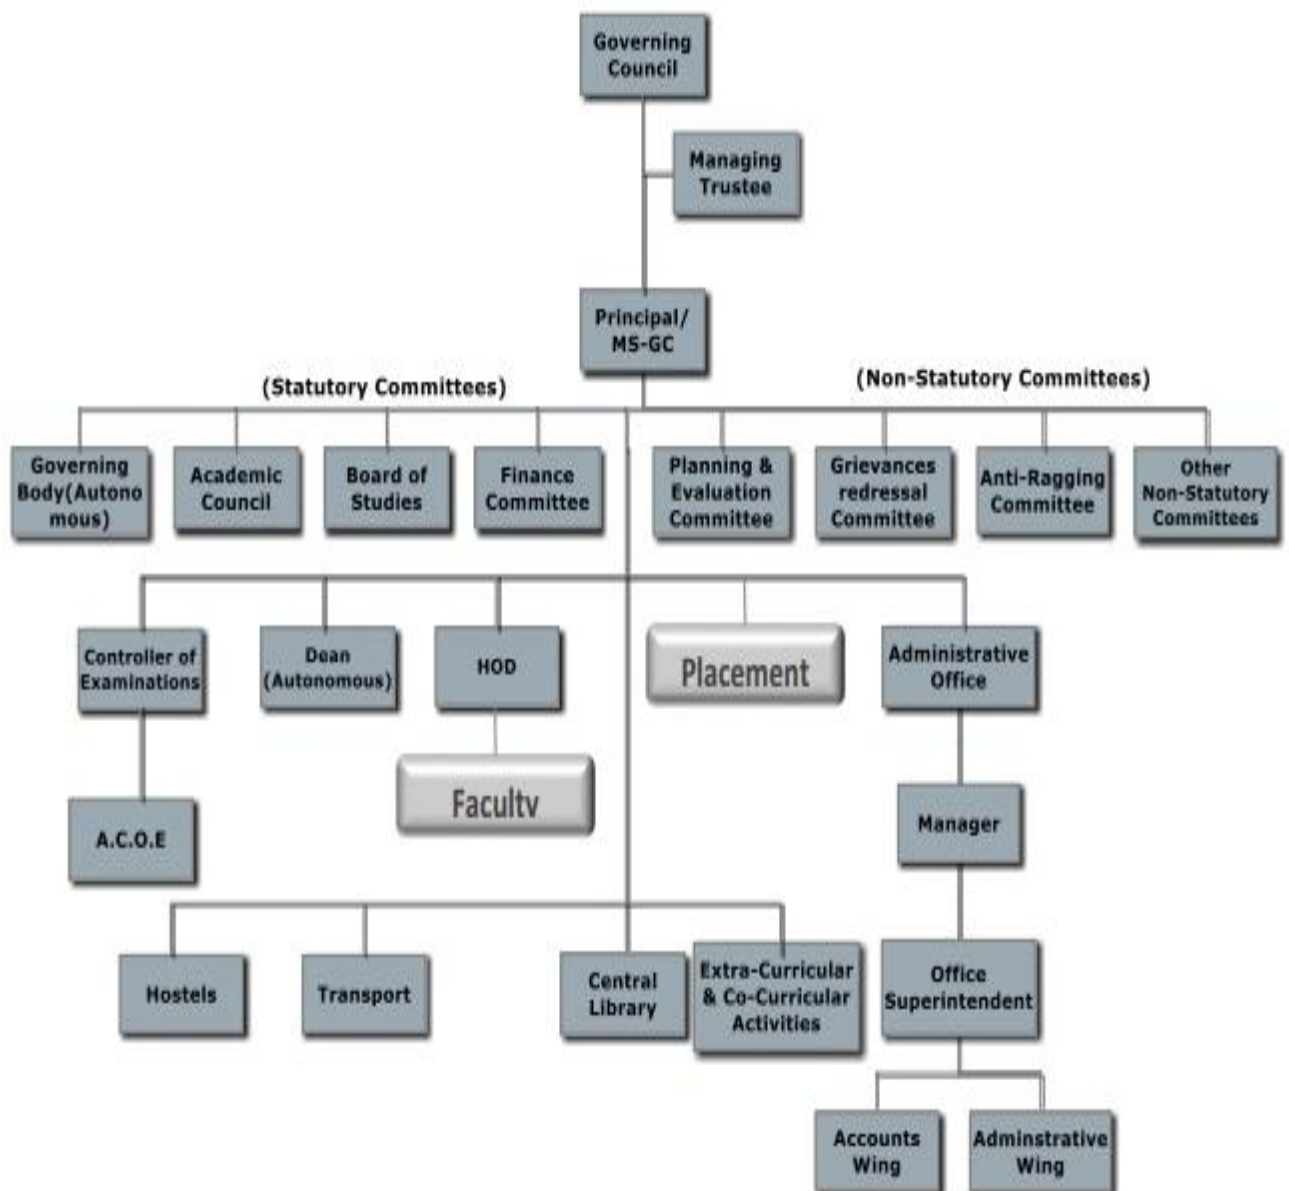 Governing
Council
Managing
Trustee
Principal/
MS-GC
(Statutory Committees)
(Non-Statutory Committees)
Governing
Body(Autono
mous)
Academic
Council
Board of
Studies
Finance
Committee
Planning &
Evaluation
Committee
Grievances
redressal
Committee
Anti-Ragging
Committee
Other
Non-Statutory
Committees
Controller of
Examinations
Dean
(Autonomous)
HOD
Placement
Administrative
Office
Faculty
Manager
A.C.O.E
Hostels
Transport
Central
Library
Extra-Curricular
& Co-Curricular
Activities
Office
Superintendent
Accounts
Wing
Adminstrative
Wing